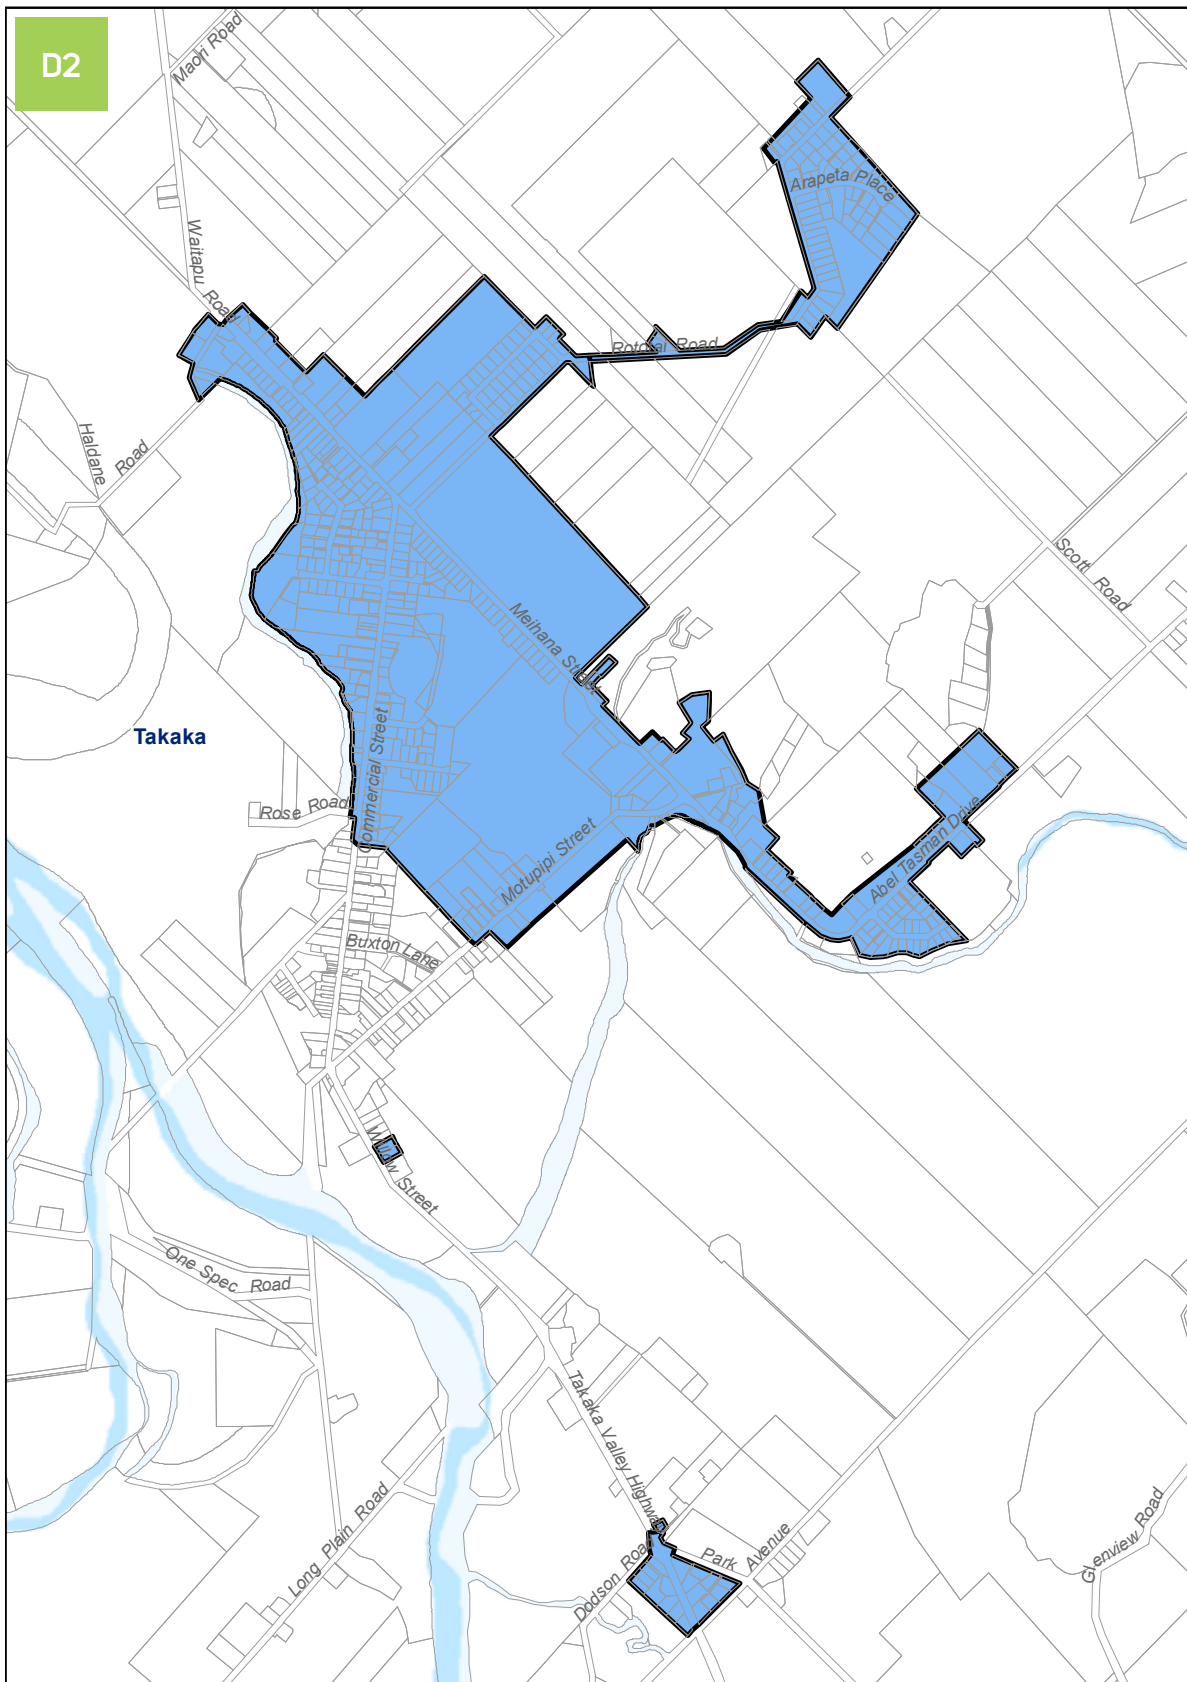 D2
Maori Road
Arapeta Place
Waitapu Road
Rototai Road
Haldane Road
Scott Road
Meihana Street
Takaka
Commercial Street
Rose Road
Abel Tasman Drive
Motupipi Street
Buxton Lane
Willow Street
One Spec Road
Takaka Valley Highway
Long Plain Road
Park Avenue
Glenview Road
Dodson Road